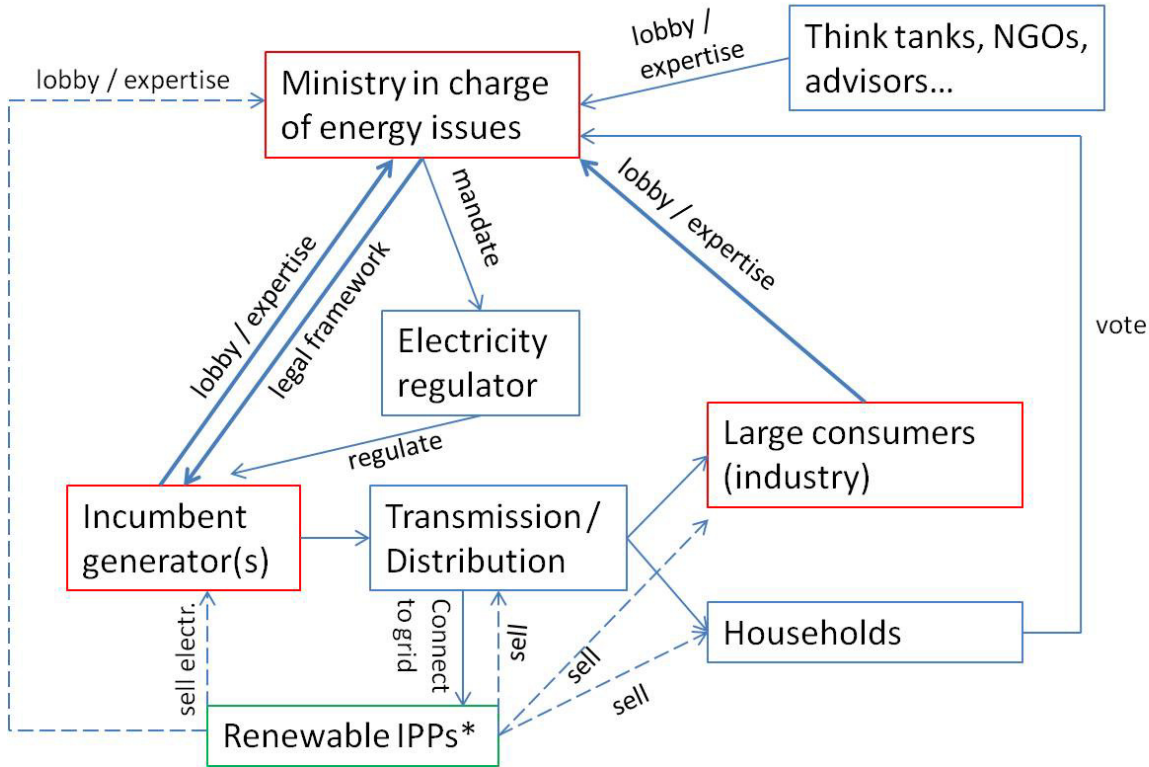 lobby / expertise
Ministry in charge
of energy issues
lobby /
expertise
Think tanks, NGOs,
advisors...
mandate
lobby / expertise
lobby / expertise
legal framework
vote
Electricity
regulator
regulate
Large consumers
(industry)
Incumbent
generator(s)
Transmission /
Distribution
sell electr.
Connect
to grid
sell
sell
sell
Households
Renewable IPPs*